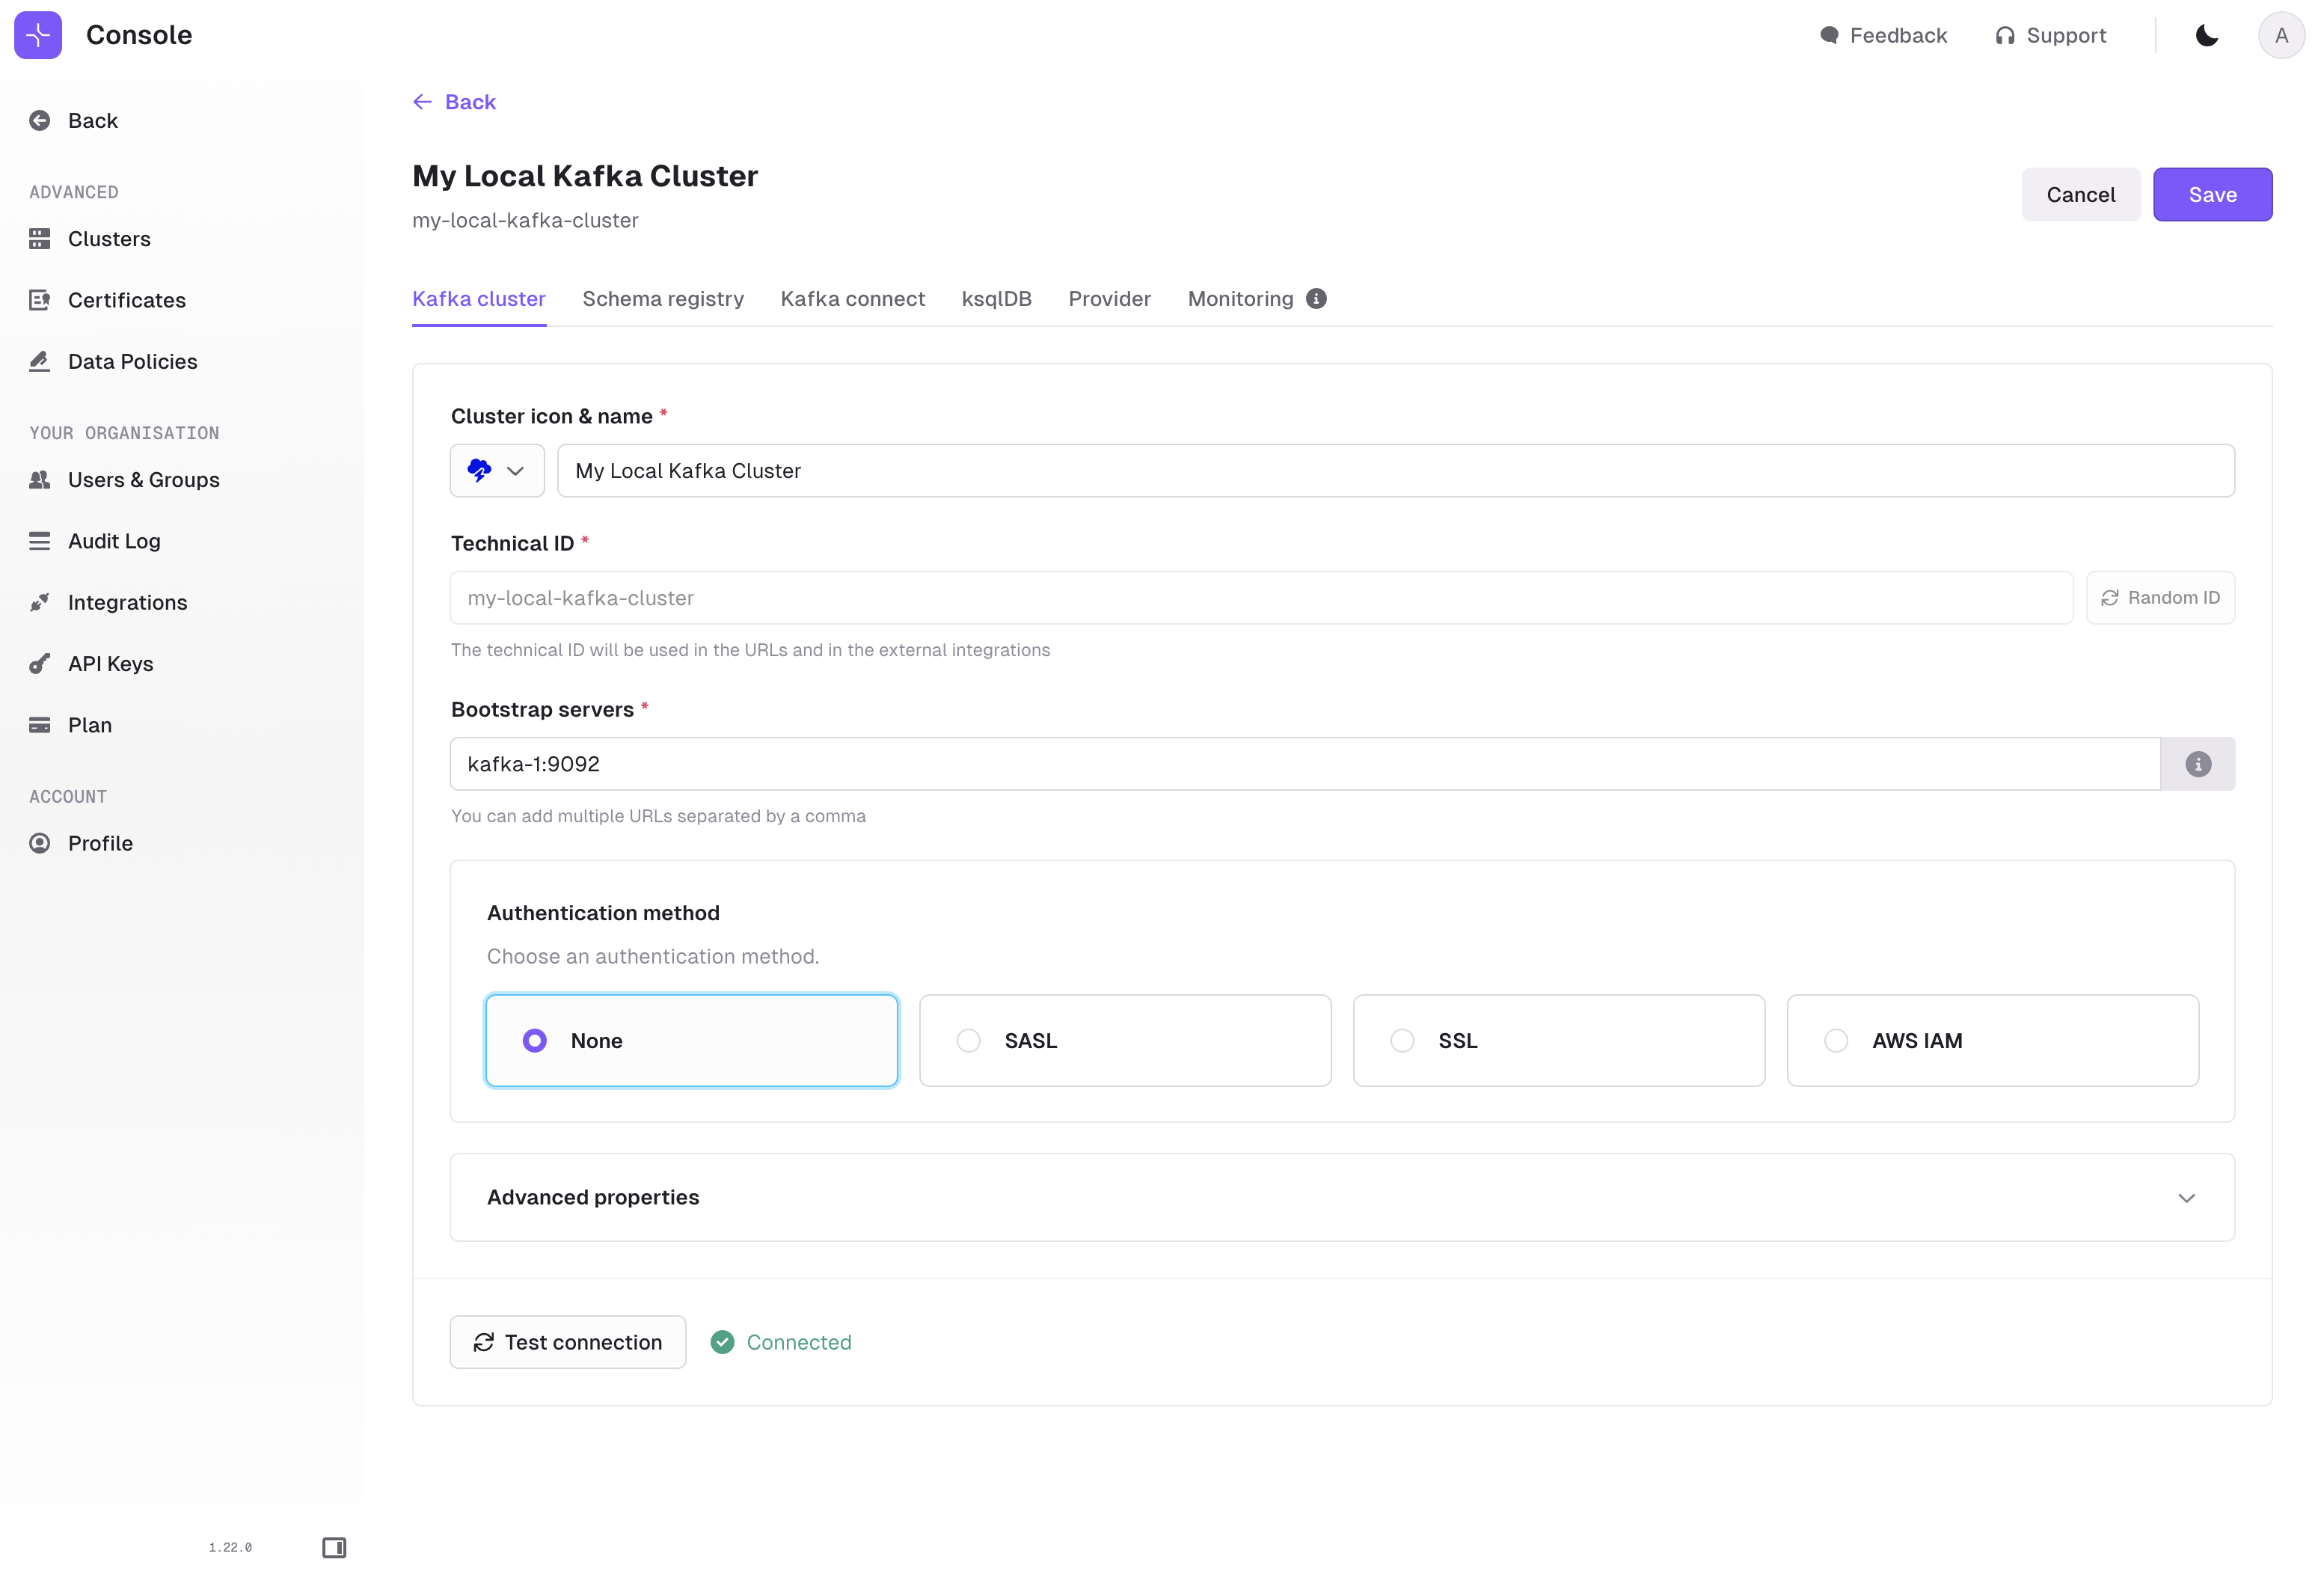 Console
Feedback
Support
A
Back
ADVANCED
Clusters
Certificates
Data Policies
YOUR ORGANISATION
Users & Groups
Audit Log
Integrations
API Keys
Plan
ACCOUNT
Profile
1.22.0
Back
My Local Kafka Cluster
my-local-kafka-cluster
Cancel
Save
Kafka cluster
Schema registry
Kafka connect
ksqlDB
Provider
Monitoring
Cluster icon & name *
My Local Kafka Cluster
Technical ID *
my-local-kafka-cluster
Random ID
The technical ID will be used in the URLs and in the external integrations
Bootstrap servers *
kafka-1:9092
You can add multiple URLs separated by a comma
Authentication method
Choose an authentication method.
None
SASL
SSL
AWS IAM
Advanced properties
Test connection
Connected